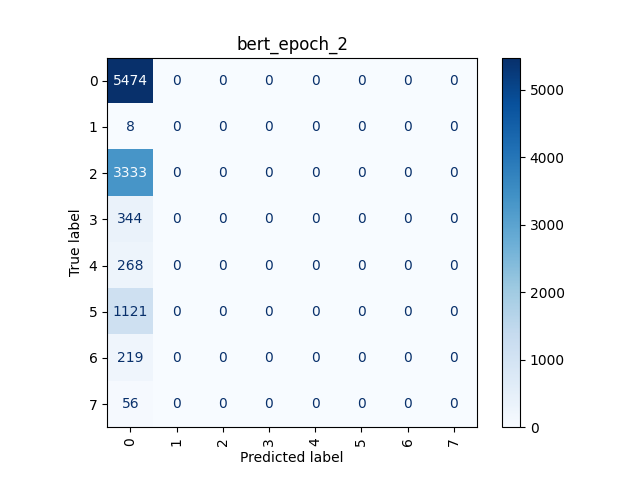 bert_epoch_2
0 5474 0 0 0 0 0 0 0
1 8 0 0 0 0 0 0 0
2 3333 0 0 0 0 0 0 0
3 344 0 0 0 0 0 0 0
4 268 0 0 0 0 0 0 0
5 1121 0 0 0 0 0 0 0
6 219 0 0 0 0 0 0 0
7 56 0 0 0 0 0 0 0
0 1 2 3 4 5 6 7
True label
Predicted label
5000
4000
3000
2000
1000
0